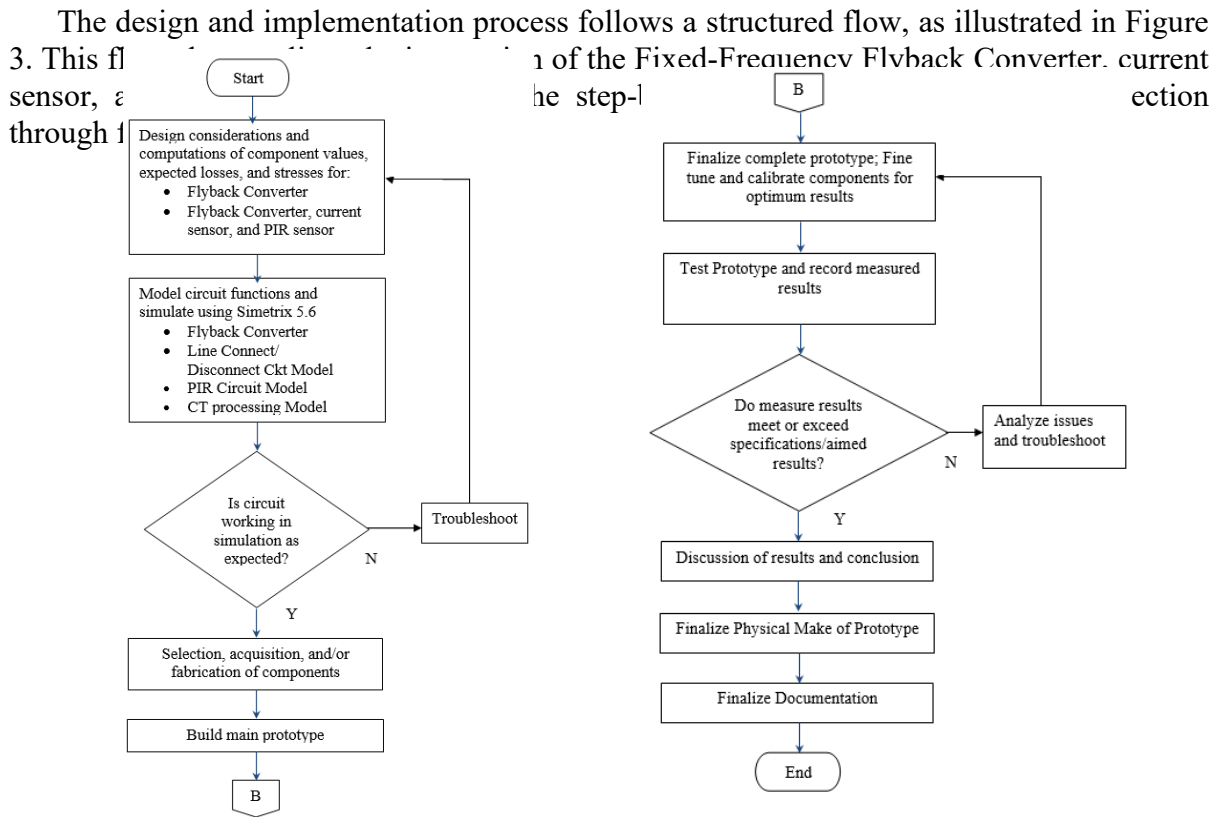 The design and implementation process follows a structured flow, as illustrated in Figure
3. This of the Fixed-Frequency Flyback Converter, current
sensor, ection
through
Start
Design considerations and
computations of component values,
expected losses, and stresses for:
• Flyback Converter
• Flyback Converter, current
sensor, and PIR sensor
Model circuit functions and
simulate using Simetrix 5.6
• Flyback Converter
• Line Connect/
Disconnect Ckt Model
• PIR Circuit Model
• CT processing Model
Is circuit
working in
simulation as
expected?
N
Troubleshoot
Y
Selection, acquisition, and/or
fabrication of components
Build main prototype
B
B
Finalize complete prototype; Fine
tune and calibrate components for
optimum results
Test Prototype and record measured
results
Do measure results
meet or exceed
specifications/aimed
results?
N
Analyze issues
and troubleshoot
Y
Discussion of results and conclusion
Finalize Physical Make of Prototype
Finalize Documentation
End